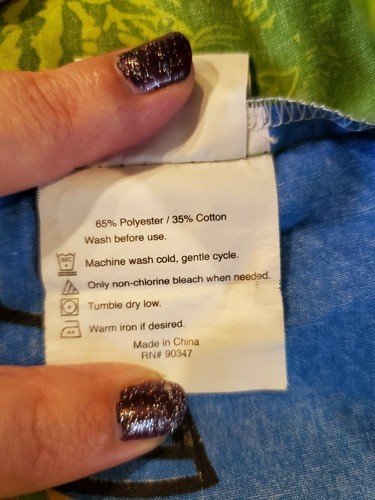 65% Polyester / 35% Cotton
Wash before use.
Machine wash cold, gentle cycle.
Only non-chlorine bleach when needed.
Tumble dry low.
Warm iron if desired.
Made in China
RN# 90347